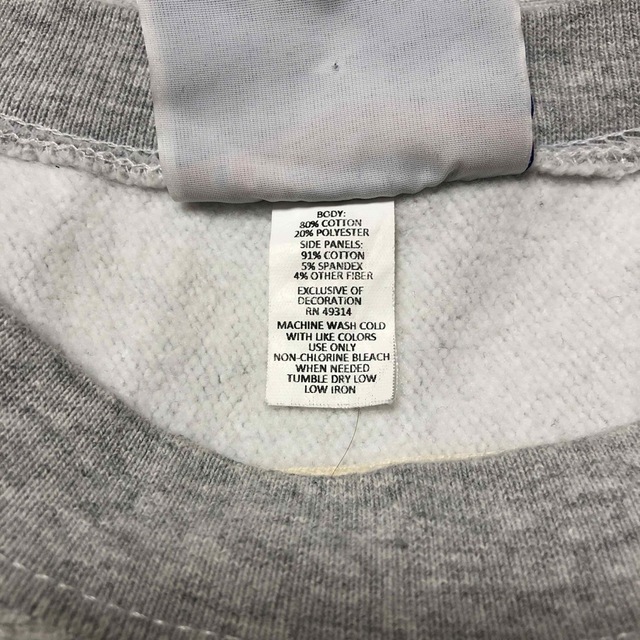 BODY:
80% COTTON
20% POLYESTER
SIDE PANELS:
91% COTTON
5% SPANDEX
4% OTHER FIBER
EXCLUSIVE OF
DECORATION
RN 49314
MACHINE WASH COLD
WITH LIKE COLORS
USE ONLY
NON-CHLORINE BLEACH
WHEN NEEDED
TUMBLE DRY LOW
LOW IRON